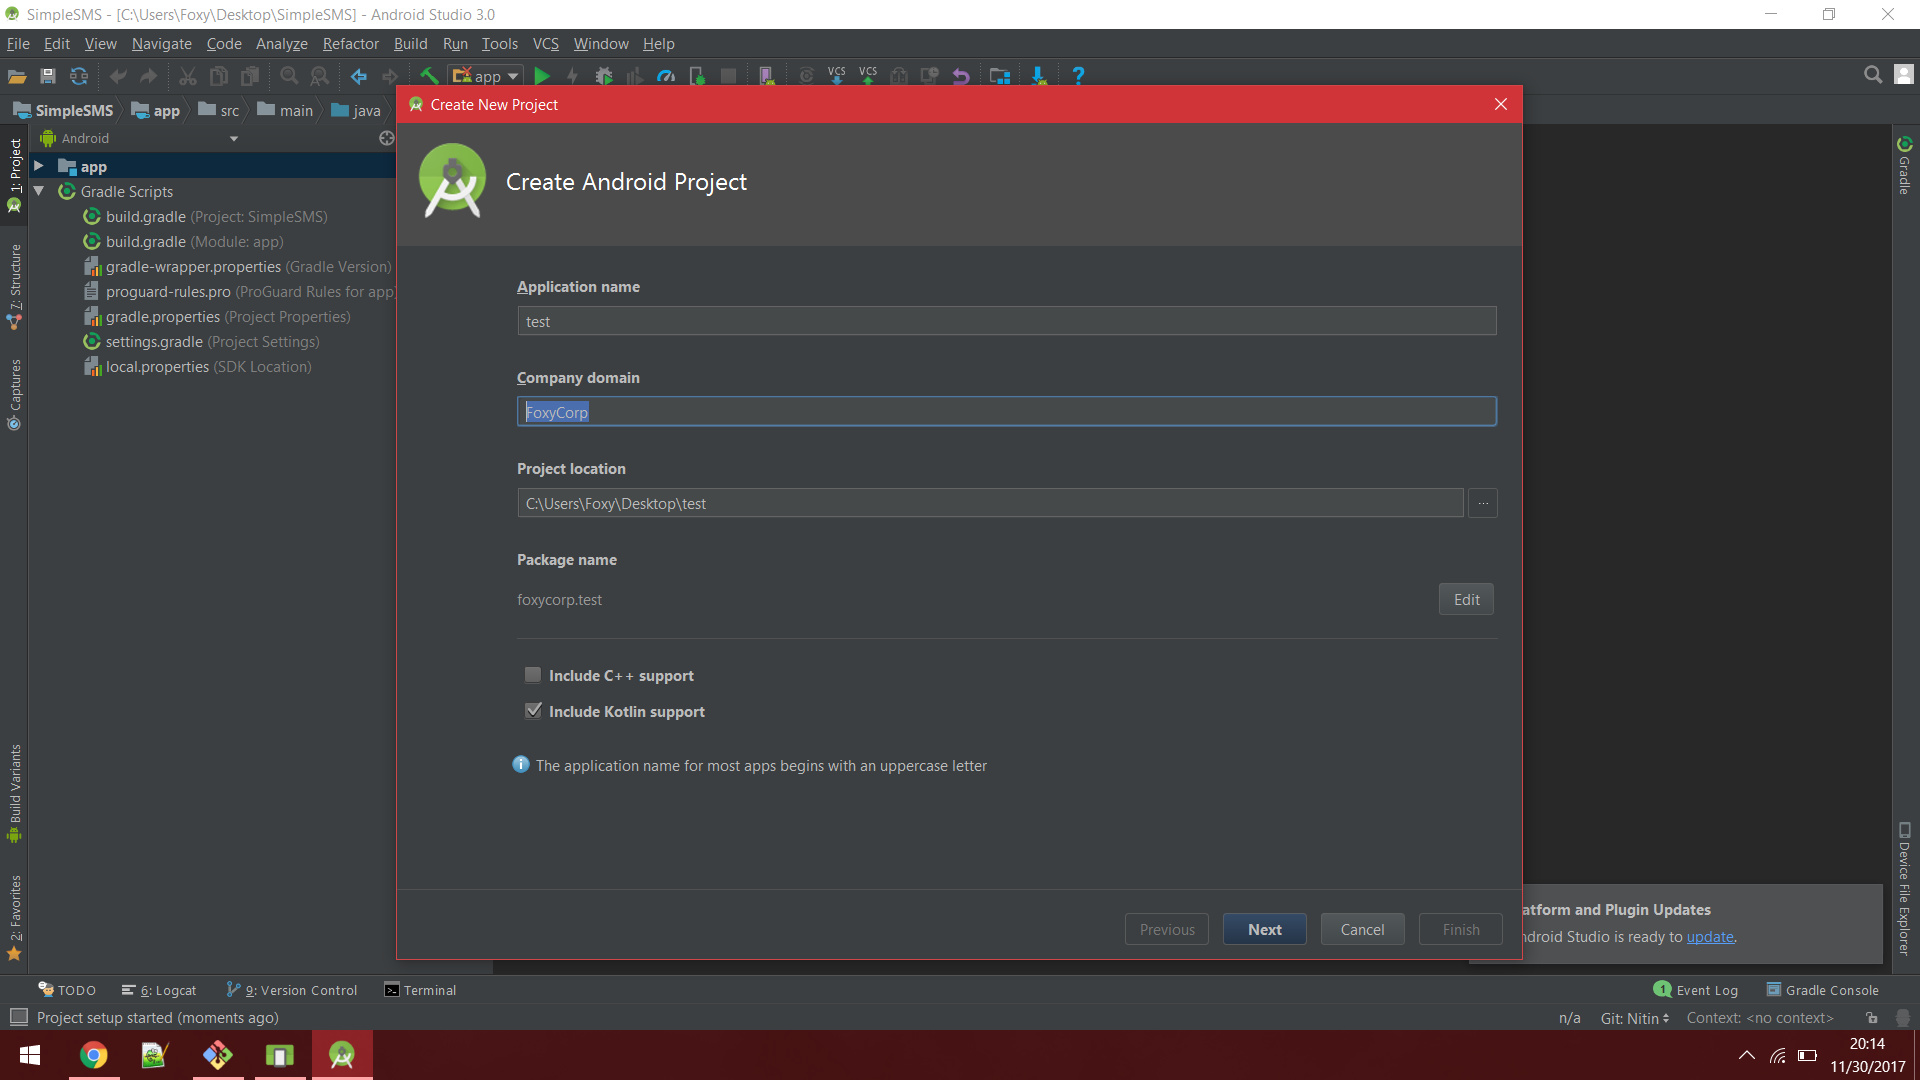 SimpleSMS - [C:\Users\Foxy\Desktop\SimpleSMS] - Android Studio 3.0
File Edit View Navigate Code Analyze Refactor Build Run Tools VCS Window Help
app VCS VCS ?
SimpleSMS app src main java
Android
app
Gradle Scripts
build.gradle (Project: SimpleSMS)
build.gradle (Module: app)
gradle-wrapper.properties (Gradle Version)
proguard-rules.pro (ProGuard Rules for app)
gradle.properties (Project Properties)
settings.gradle (Project Settings)
local.properties (SDK Location)
1: Project
7: Structure
Captures
Build Variants
2: Favorites
Create New Project
Create Android Project
Application name
test
Company domain
FoxyCorp
Project location
C:\Users\Foxy\Desktop\test
...
Package name
foxycorp.test
Edit
Include C++ support
Include Kotlin support
The application name for most apps begins with an uppercase letter
Previous Next Cancel Finish
Gradle
Device File Explorer
atform and Plugin Updates
ndroid Studio is ready to update.
TODO 6: Logcat 9: Version Control Terminal
1 Event Log Gradle Console
Project setup started (moments ago)
n/a Git: Nitin Context: <no context>
20:14
11/30/2017